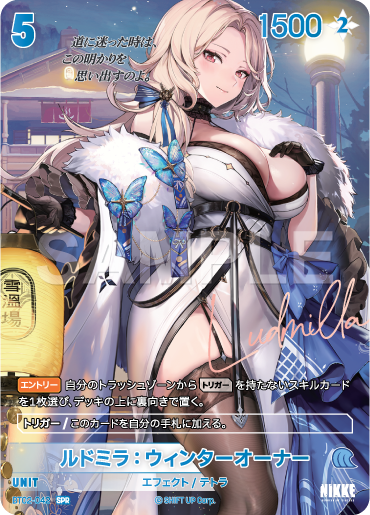 5
1500 2
道に迷った時は、
この明かりを
思い出すのよ。
SAMPLE
雪溫場
Ludmilla
エントリー 自分のトラッシュゾーンから トリガー を持たないスキルカード
を1枚選び、デッキの上に裏向きで置く。
トリガー / このカードを自分の手札に加える。
ルドミラ：ウィンターオーナー
UNIT
エフェクト / テトラ
SPR
© SHIFT UP Corp.
NIKKE